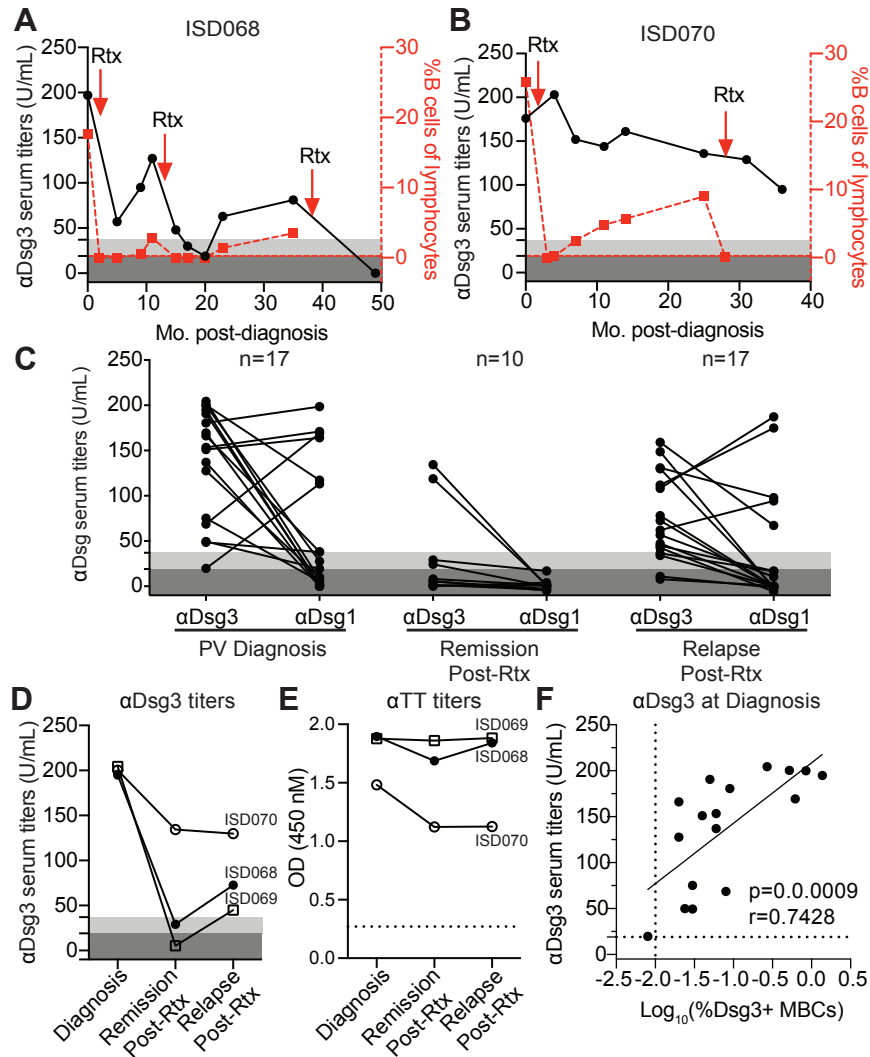 A
ISD068
αDsg3 serum titers (U/mL)
250
200
150
100
50
0
Rtx
Rtx
Rtx
30
20
10
0
%B cells of lymphocytes
0 10 20 30 40 50
Mo. post-diagnosis
B
ISD070
αDsg3 serum titers (U/mL)
250
200
150
100
50
0
Rtx
Rtx
30
20
10
0
%B cells of lymphocytes
0 10 20 30 40
Mo. post-diagnosis
C
n=17 n=10 n=17
αDsg serum titers (U/mL)
250
200
150
100
50
0
αDsg3 αDsg1 αDsg3 αDsg1 αDsg3 αDsg1
PV Diagnosis
Remission
Post-Rtx
Relapse
Post-Rtx
D
αDsg3 titers
αDsg3 serum titers (U/mL)
250
200
150
100
50
0
ISD070
ISD068
ISD069
Diagnosis
Remission
Post-Rtx
Relapse
Post-Rtx
E
αTT titers
OD (450 nM)
2.0
1.5
1.0
0.5
0.0
ISD069
ISD068
ISD070
Diagnosis
Remission
Post-Rtx
Relapse
Post-Rtx
F
αDsg3 at Diagnosis
αDsg3 serum titers (U/mL)
250
200
150
100
50
0
p=0.0.0009
r=0.7428
-2.5 -2.0 -1.5 -1.0 -0.5 0.0 0.5
Log10(%Dsg3+ MBCs)